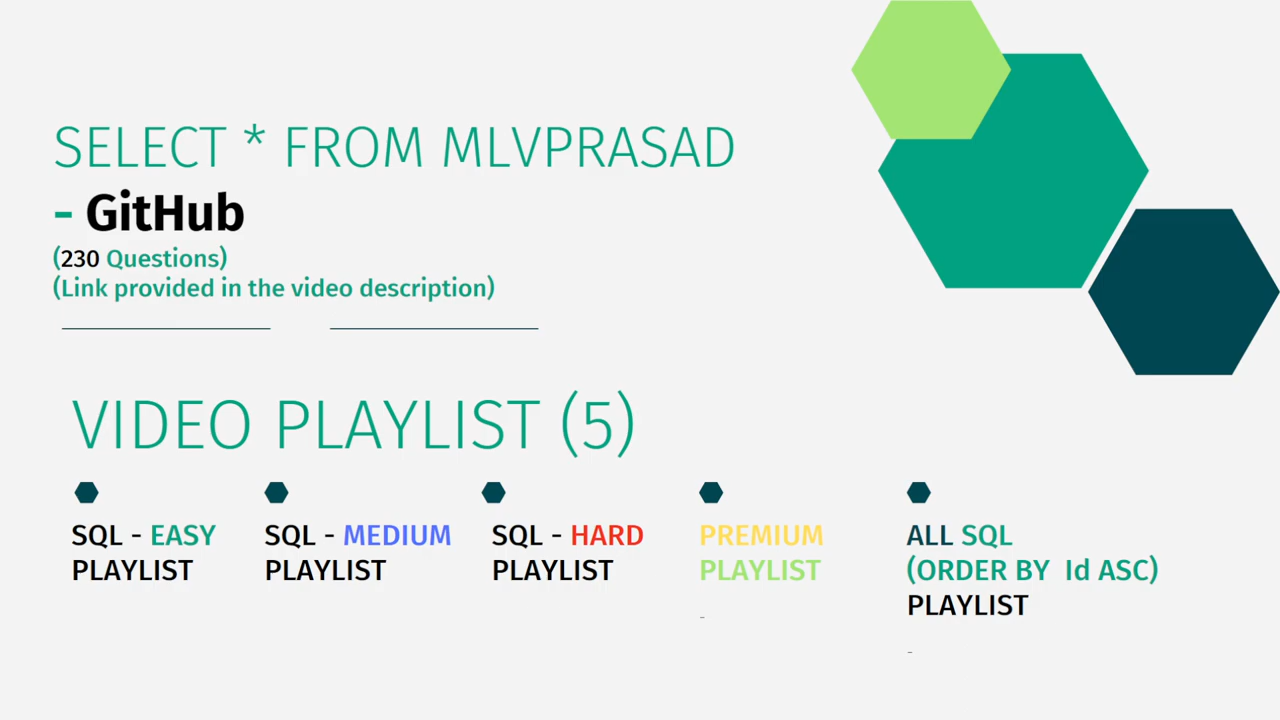 SELECT * FROM MLVPRASAD
- GitHub
(230 Questions)
(Link provided in the video description)
VIDEO PLAYLIST (5)
SQL - EASY
PLAYLIST
SQL - MEDIUM
PLAYLIST
SQL - HARD
PLAYLIST
PREMIUM
PLAYLIST
-
ALL SQL
(ORDER BY Id ASC)
PLAYLIST
-